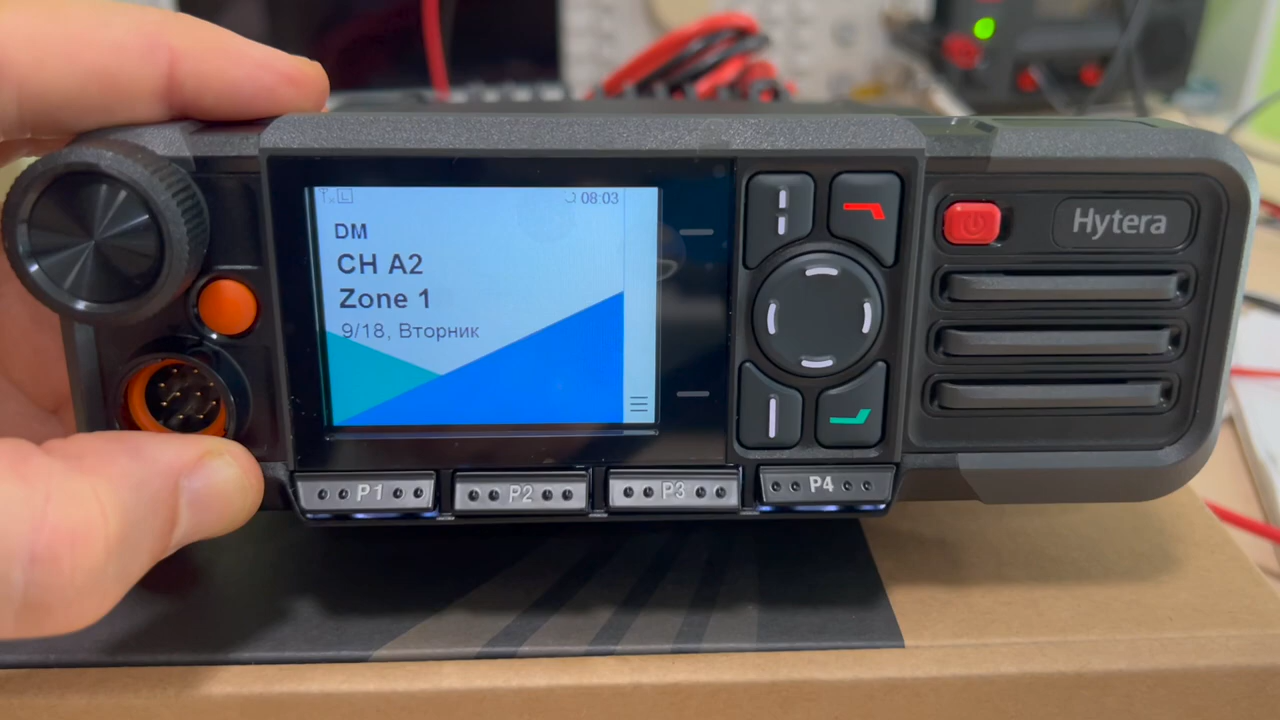 L 08:03
DM
CH A2
Zone 1
9/18, Вторник
Hytera
P1 P2 P3 P4